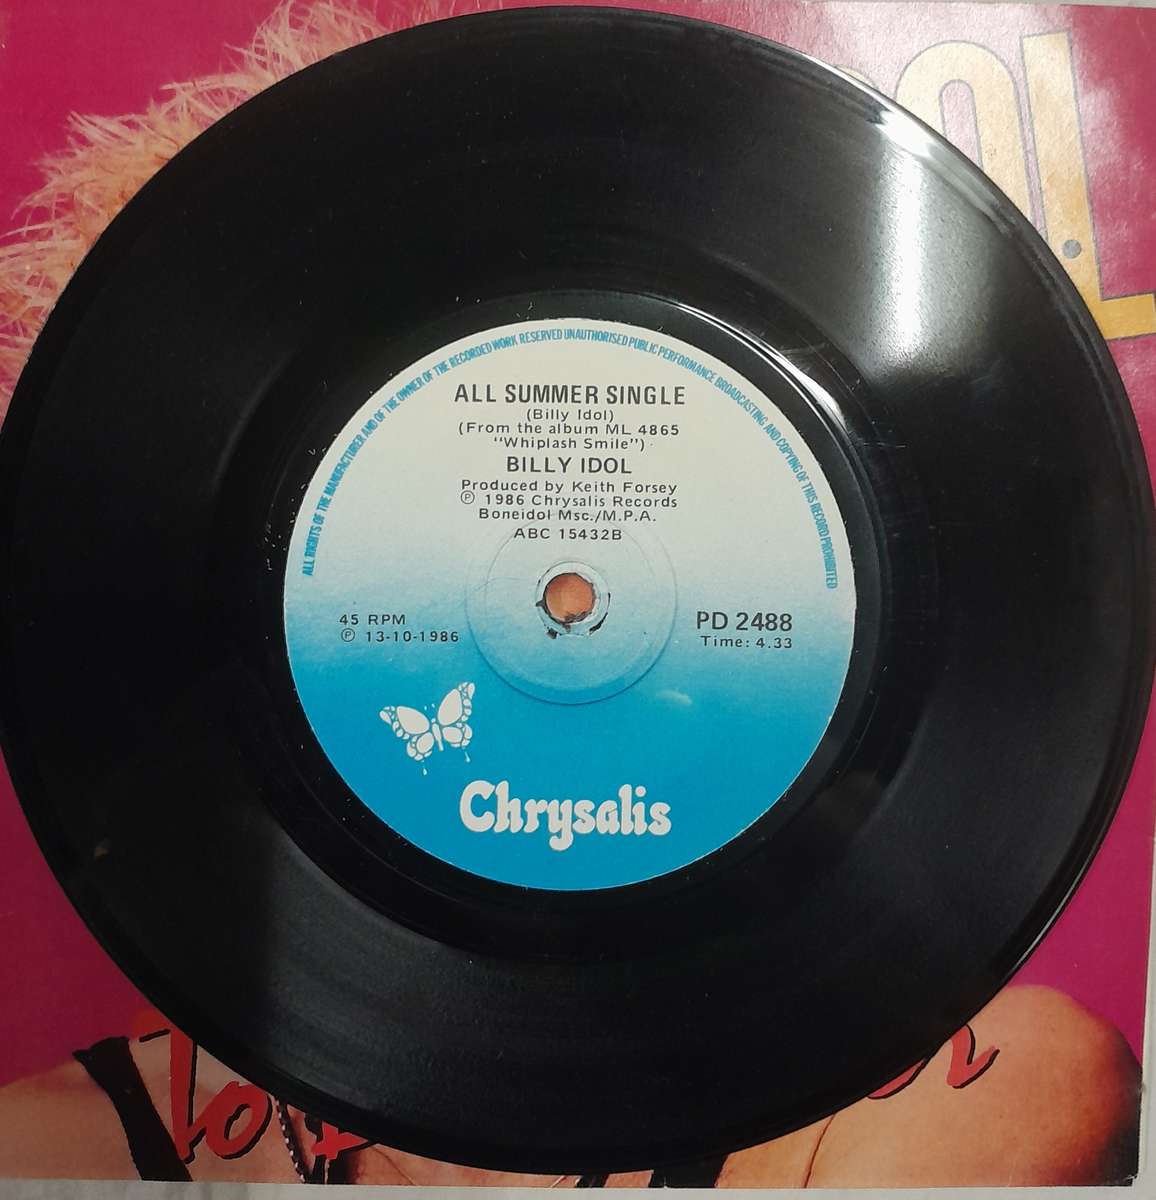 IDOL
ALL RIGHTS OF THE MANUFACTURER AND OF THE OWNER OF THE RECORDED WORK RESERVED UNAUTHORISED PUBLIC PERFORMANCE BROADCASTING AND COPYING OF THIS RECORD PROHIBITED
ALL SUMMER SINGLE
(Billy Idol)
(From the album ML 4865
"Whiplash Smile")
BILLY IDOL
Produced by Keith Forsey
℗ 1986 Chrysalis Records
Boneidol Msc./M.P.A.
ABC 15432B
45 RPM
℗ 13-10-1986
PD 2488
Time: 4.33
Chrysalis
To